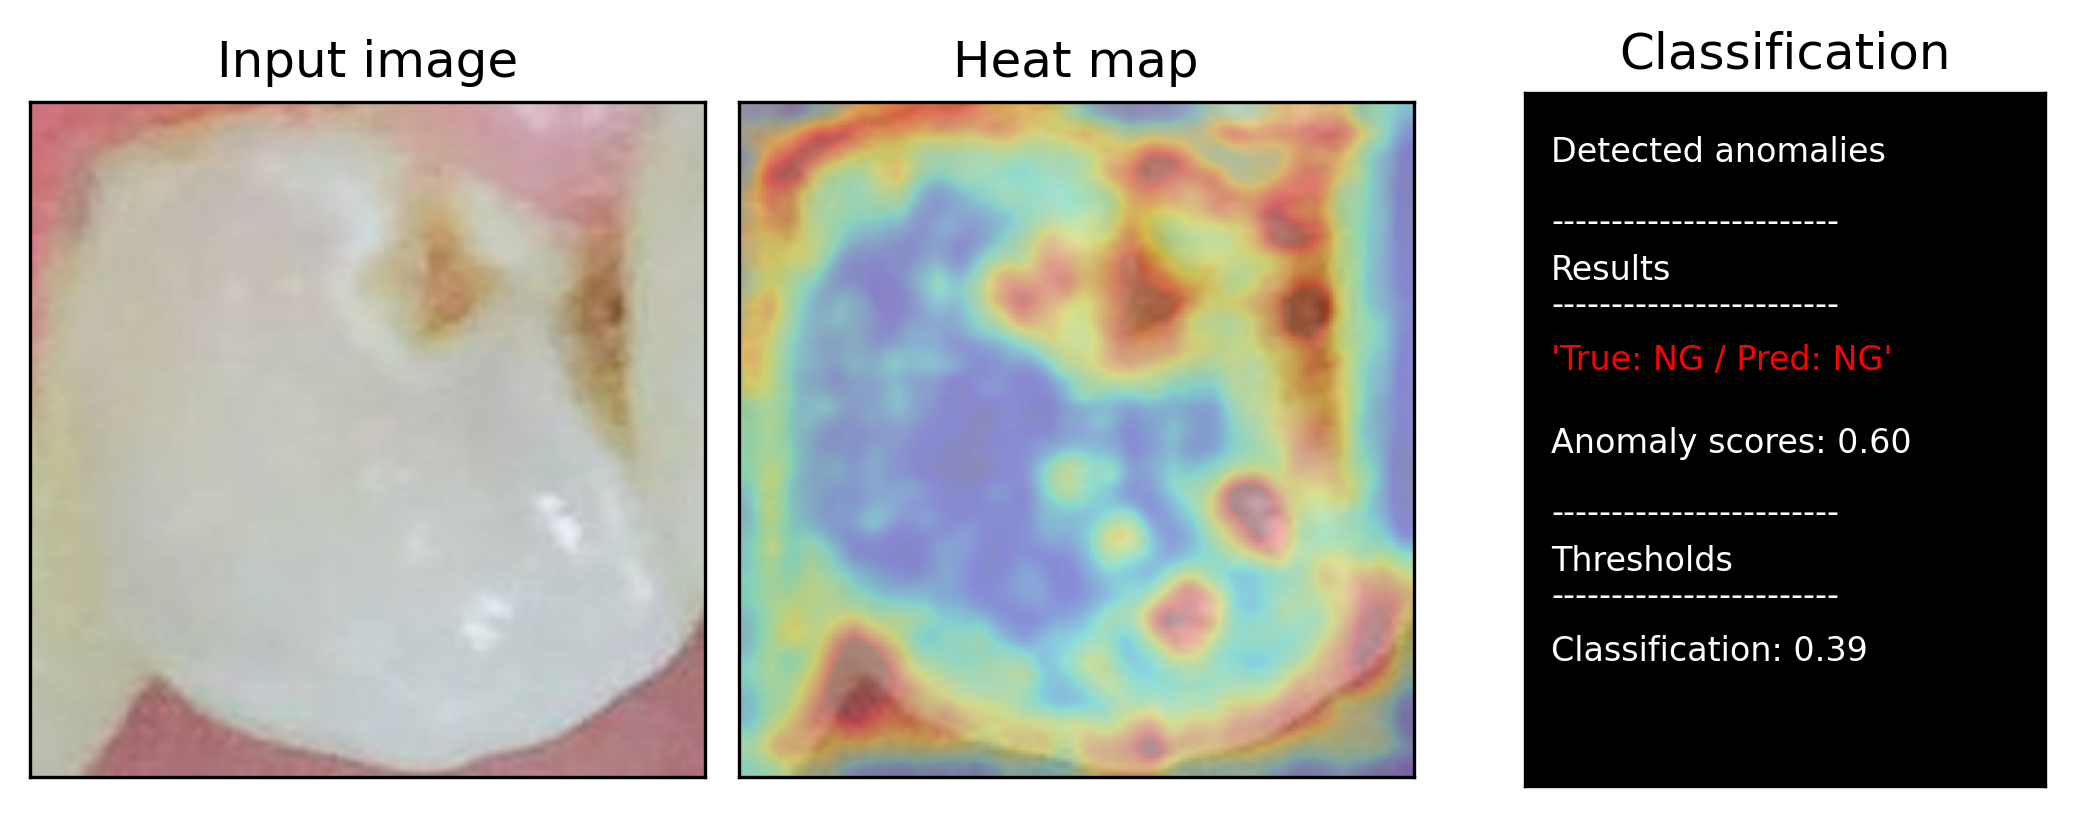 Input image
Heat map
Classification
Detected anomalies
------------------------
Results
------------------------
'True: NG / Pred: NG'
Anomaly scores: 0.60
------------------------
Thresholds
------------------------
Classification: 0.39